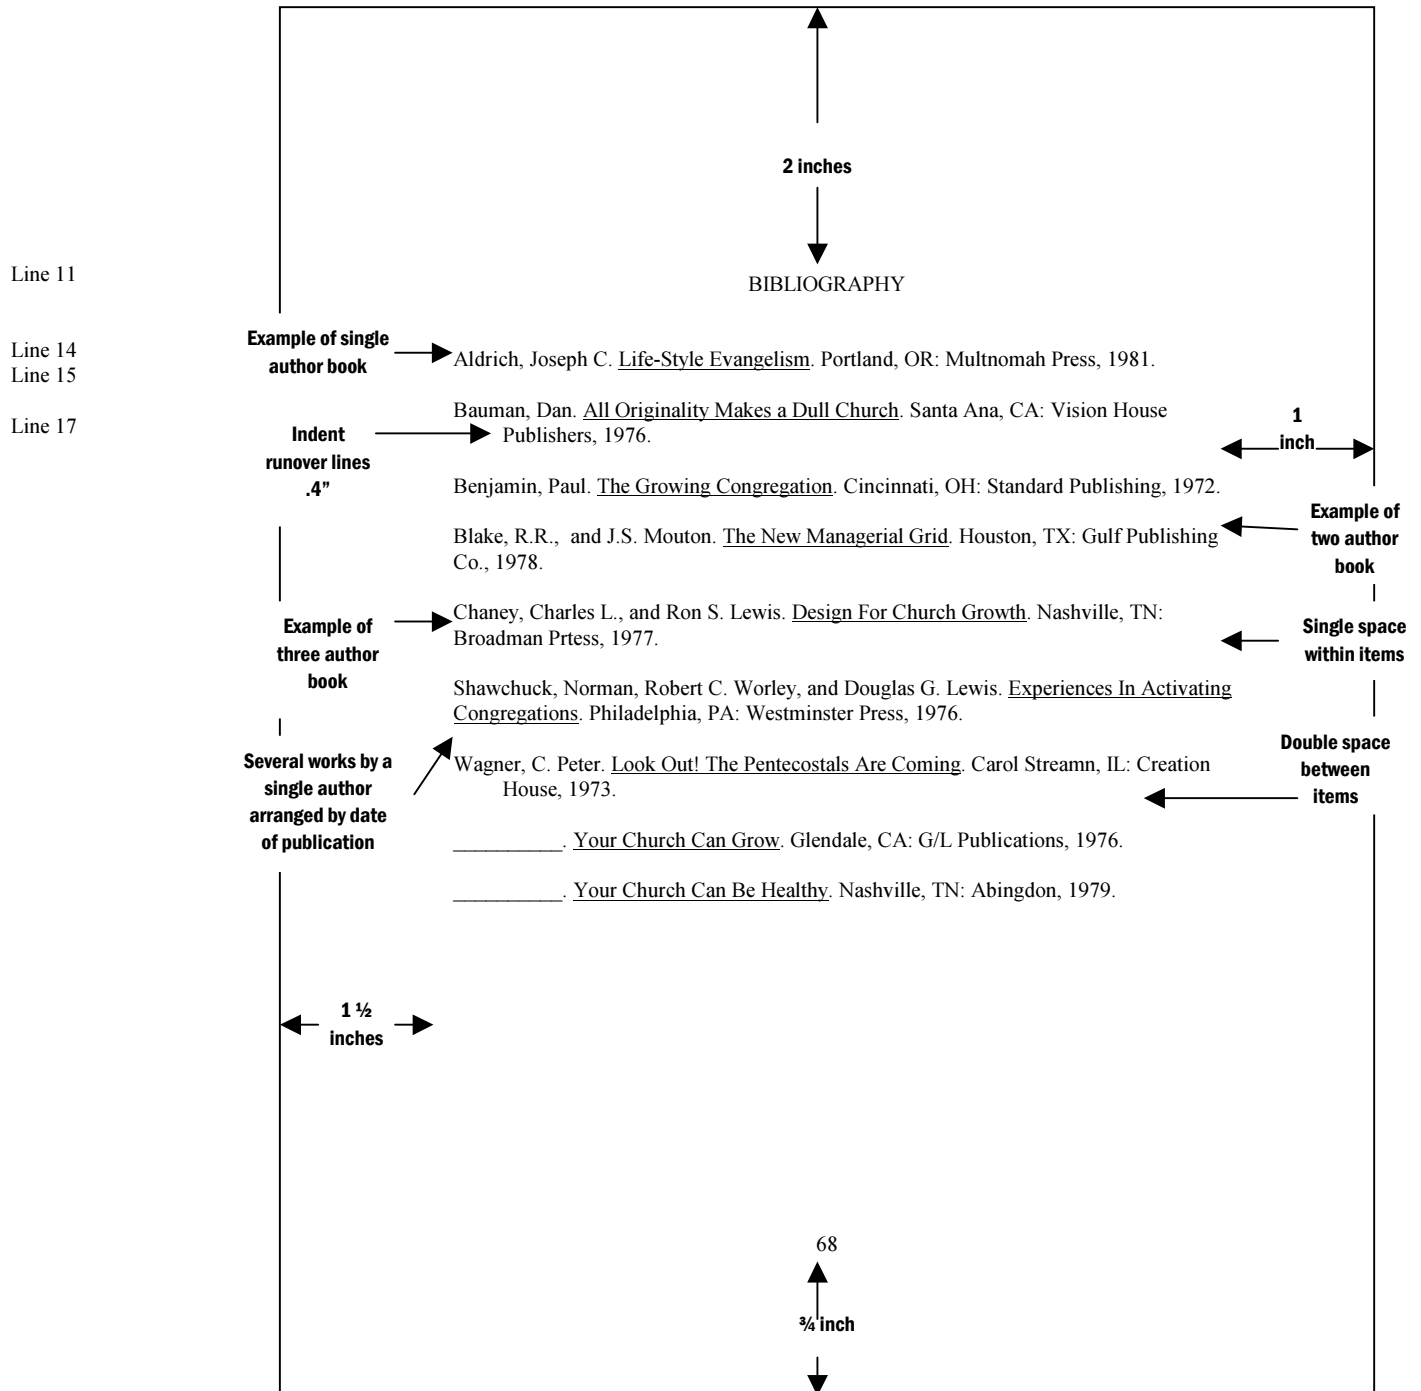 2 inches
Line 11
BIBLIOGRAPHY
Example of single
author book
Line 14
Line 15
Aldrich, Joseph C. Life-Style Evangelism. Portland, OR: Multnomah Press, 1981.
Line 17
Bauman, Dan. All Originality Makes a Dull Church. Santa Ana, CA: Vision House
Publishers, 1976.
Indent
runover lines
.4”
1
inch
Benjamin, Paul. The Growing Congregation. Cincinnati, OH: Standard Publishing, 1972.
Example of
two author
book
Blake, R.R.,  and J.S. Mouton. The New Managerial Grid. Houston, TX: Gulf Publishing
Co., 1978.
Example of
three author
book
Chaney, Charles L., and Ron S. Lewis. Design For Church Growth. Nashville, TN:
Broadman Prtess, 1977.
Single space
within items
Shawchuck, Norman, Robert C. Worley, and Douglas G. Lewis. Experiences In Activating
Congregations. Philadelphia, PA: Westminster Press, 1976.
Several works by a
single author
arranged by date
of publication
Wagner, C. Peter. Look Out! The Pentecostals Are Coming. Carol Streamn, IL: Creation
House, 1973.
Double space
between
items
__________. Your Church Can Grow. Glendale, CA: G/L Publications, 1976.
__________. Your Church Can Be Healthy. Nashville, TN: Abingdon, 1979.
1 ½
inches
68
¾ inch